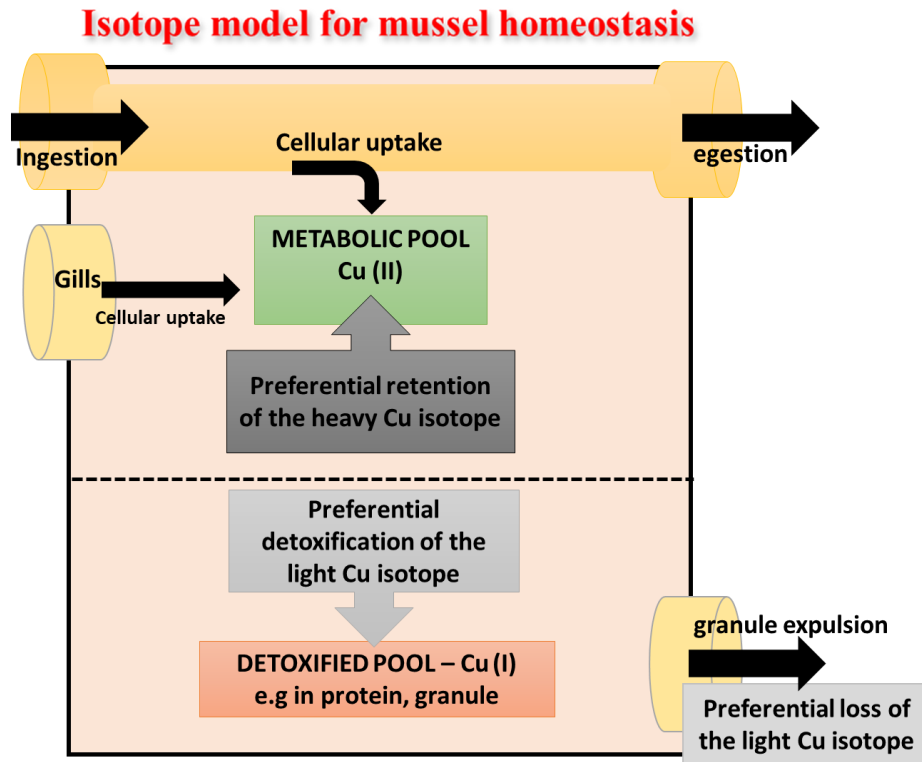 Isotope model for mussel homeostasis
Ingestion
Cellular uptake
egestion
METABOLIC POOL
Cu (II)
Gills
Cellular uptake
Preferential retention
of the heavy Cu isotope
Preferential
detoxification of the
light Cu isotope
granule expulsion
DETOXIFIED POOL – Cu (I)
e.g in protein, granule
Preferential loss of
the light Cu isotope